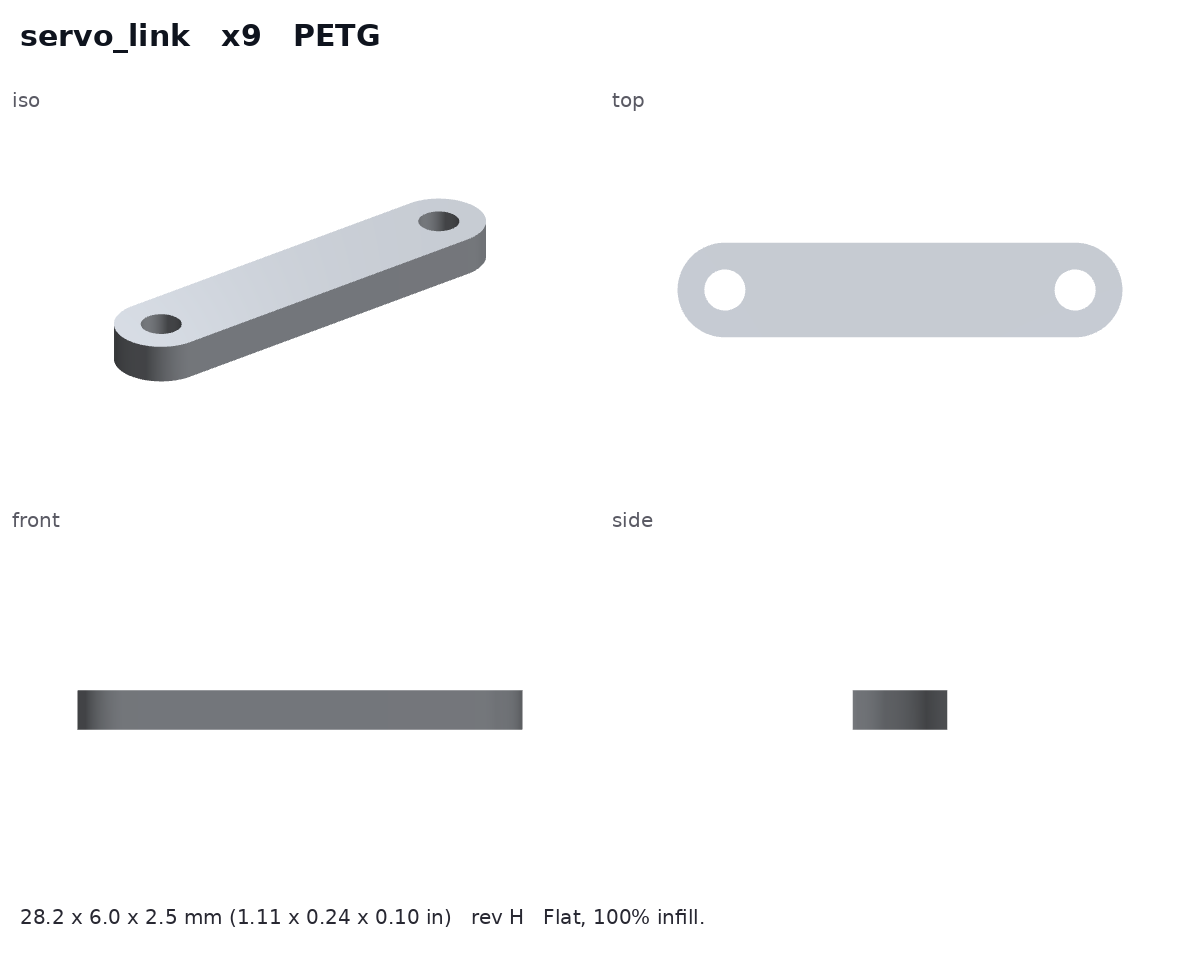 servo_link x9 PETG
iso
top
front
side
28.2 x 6.0 x 2.5 mm (1.11 x 0.24 x 0.10 in) rev H Flat, 100% infill.